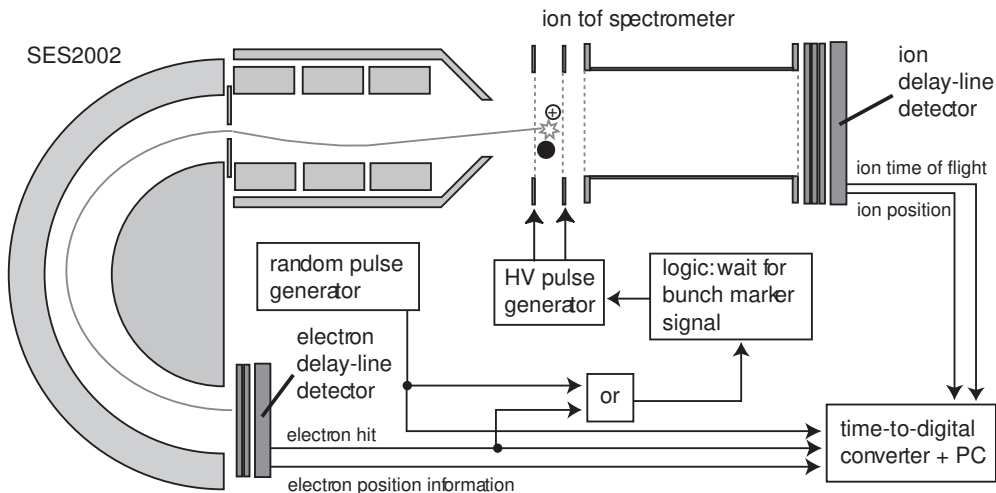 ion tof spectrometer
SES2002
ion
delay-line
detector
ion time of flight
ion position
random pulse
generator
HV pulse
generator
logic: wait for
bunch marker
signal
electron
delay-line
detector
or
electron hit
time-to-digital
converter + PC
electron position information